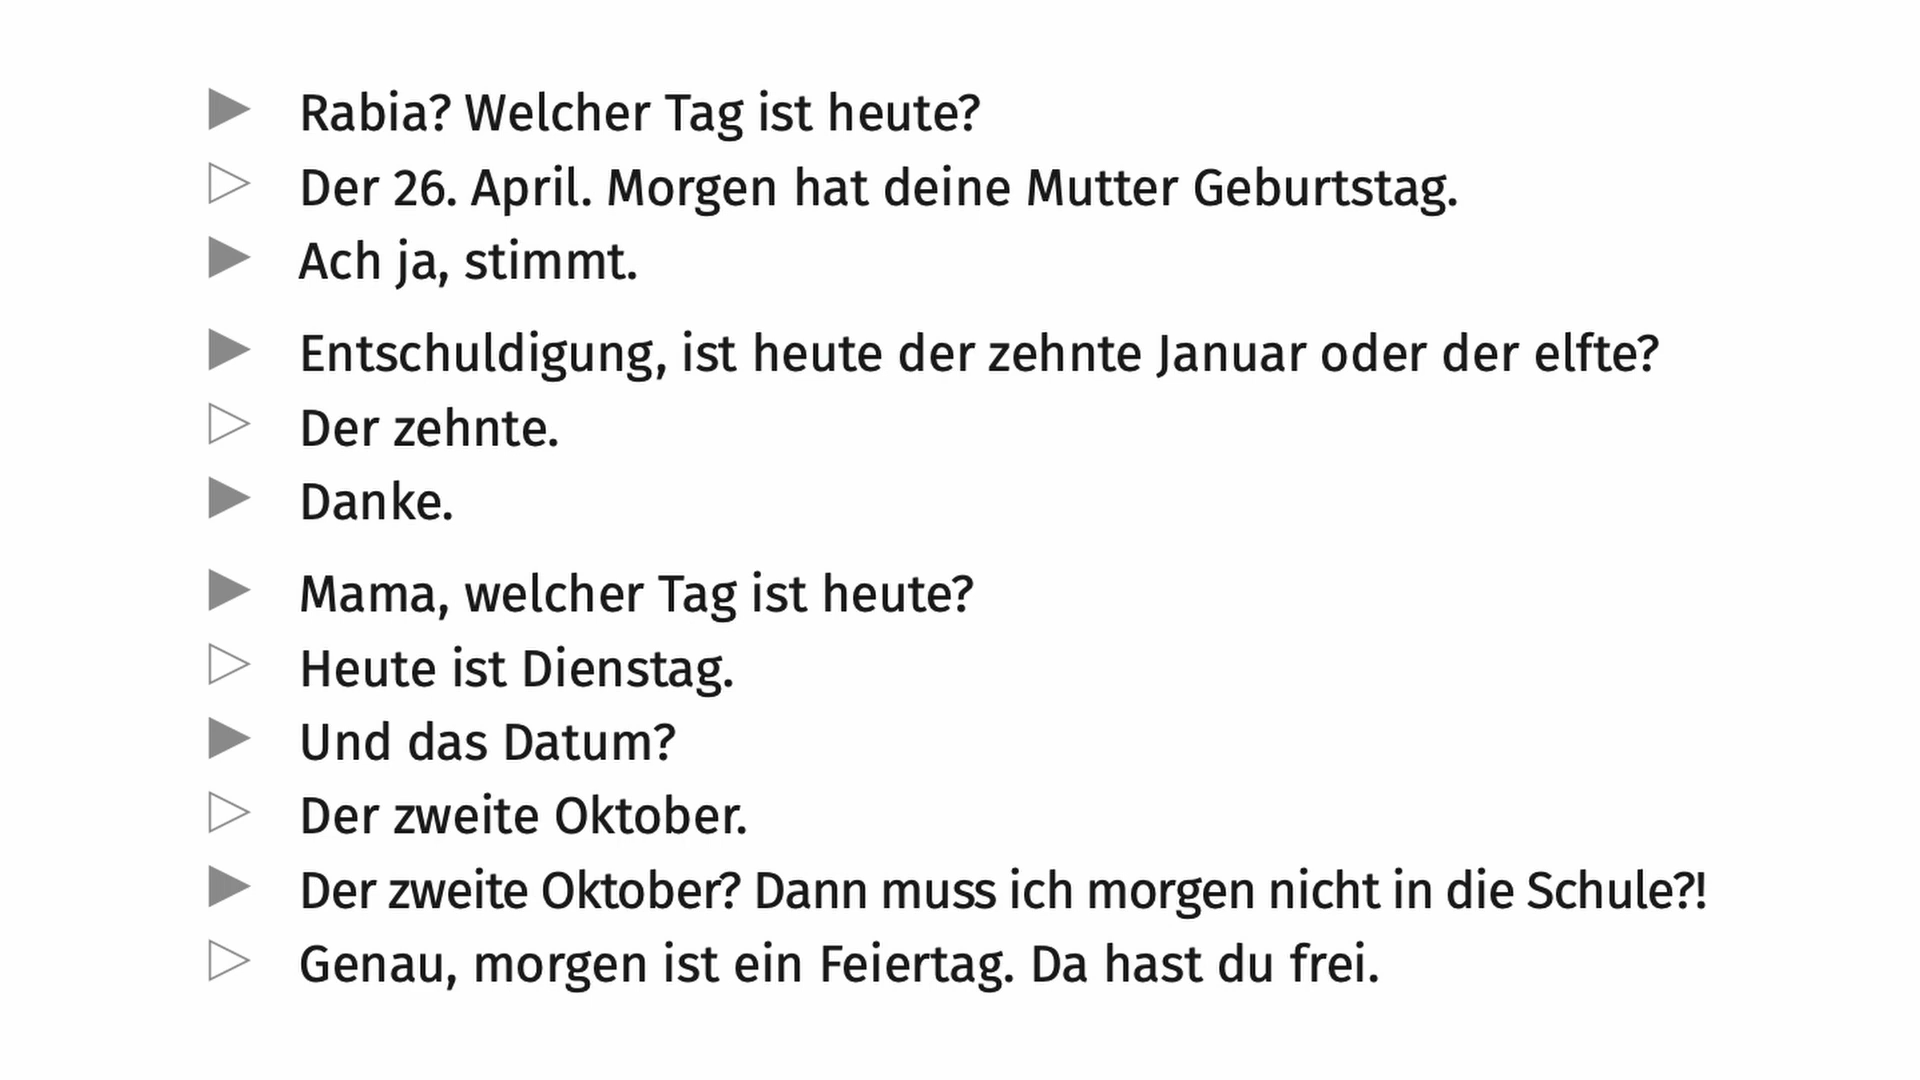 Rabia? Welcher Tag ist heute?
Der 26. April. Morgen hat deine Mutter Geburtstag.
Ach ja, stimmt.
Entschuldigung, ist heute der zehnte Januar oder der elfte?
Der zehnte.
Danke.
Mama, welcher Tag ist heute?
Heute ist Dienstag.
Und das Datum?
Der zweite Oktober.
Der zweite Oktober? Dann muss ich morgen nicht in die Schule?!
Genau, morgen ist ein Feiertag. Da hast du frei.